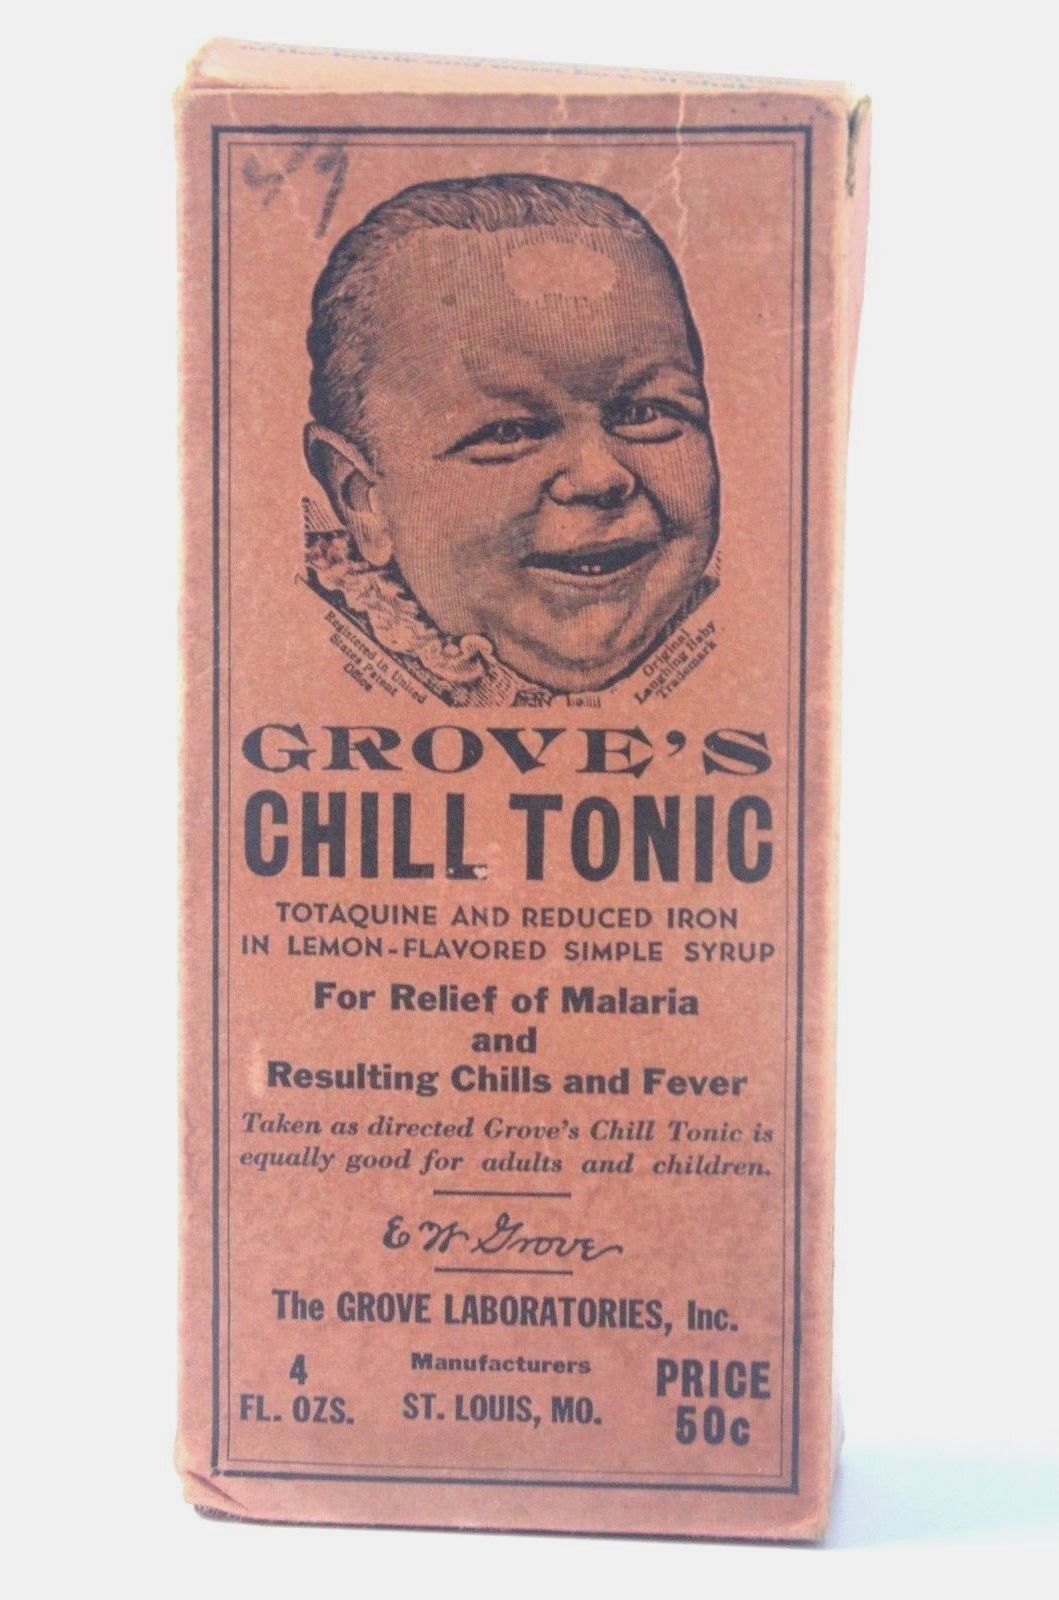 Registered in United
States Patent
Office
Original
Laughing Baby
Trademark
GROVE'S
CHILL TONIC
TOTAQUINE AND REDUCED IRON
IN LEMON-FLAVORED SIMPLE SYRUP
For Relief of Malaria
and
Resulting Chills and Fever
Taken as directed Grove's Chill Tonic is
equally good for adults and children.
E W Grove
The GROVE LABORATORIES, Inc.
4
FL. OZS.
Manufacturers
ST. LOUIS, MO.
PRICE
50c